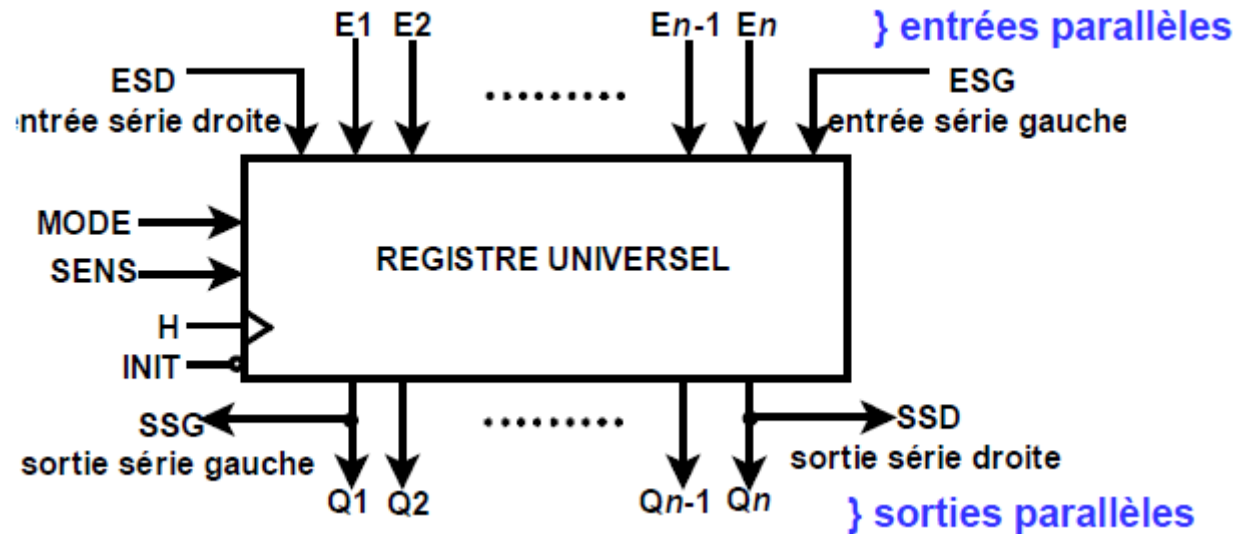 E1 E2 En-1 En } entrées parallèles
ESD ......... ESG
entrée série droite entrée série gauche
MODE
REGISTRE UNIVERSEL
SENS
H
INIT
SSG ......... SSD
sortie série gauche sortie série droite
Q1 Q2 Qn-1 Qn
} sorties parallèles